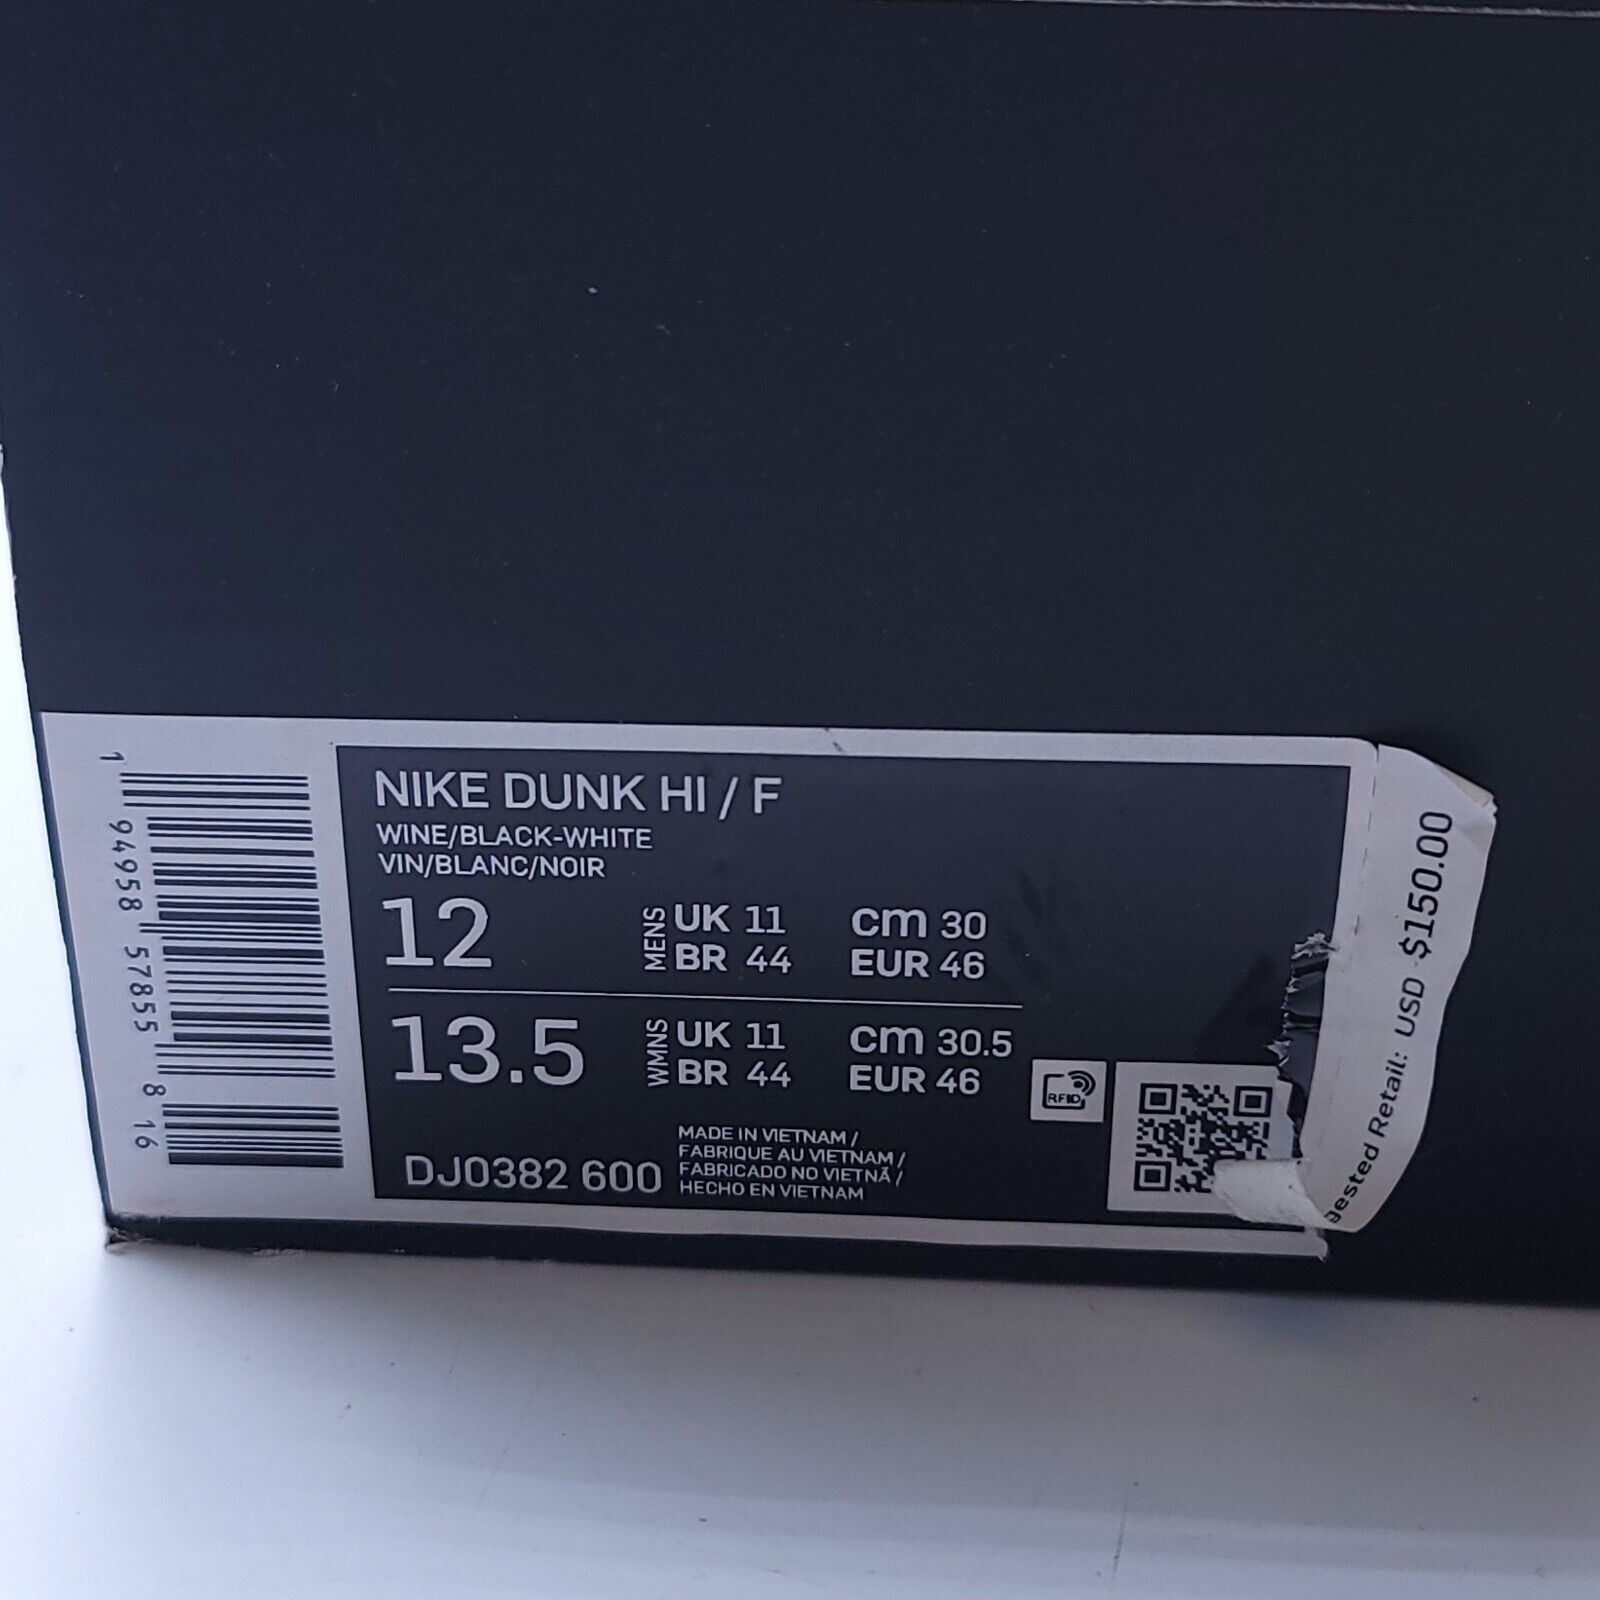 NIKE DUNK HI / F
WINE/BLACK-WHITE
VIN/BLANC/NOIR
12 MENS UK 11 cm 30
BR 44 EUR 46
13.5 WMNS UK 11 cm 30.5
BR 44 EUR 46
DJ0382 600
MADE IN VIETNAM /
FABRIQUE AU VIETNAM /
FABRICADO NO VIETNÃ /
HECHO EN VIETNAM
RFID
1 94958 57855 8 16
gested Retail: USD $150.00